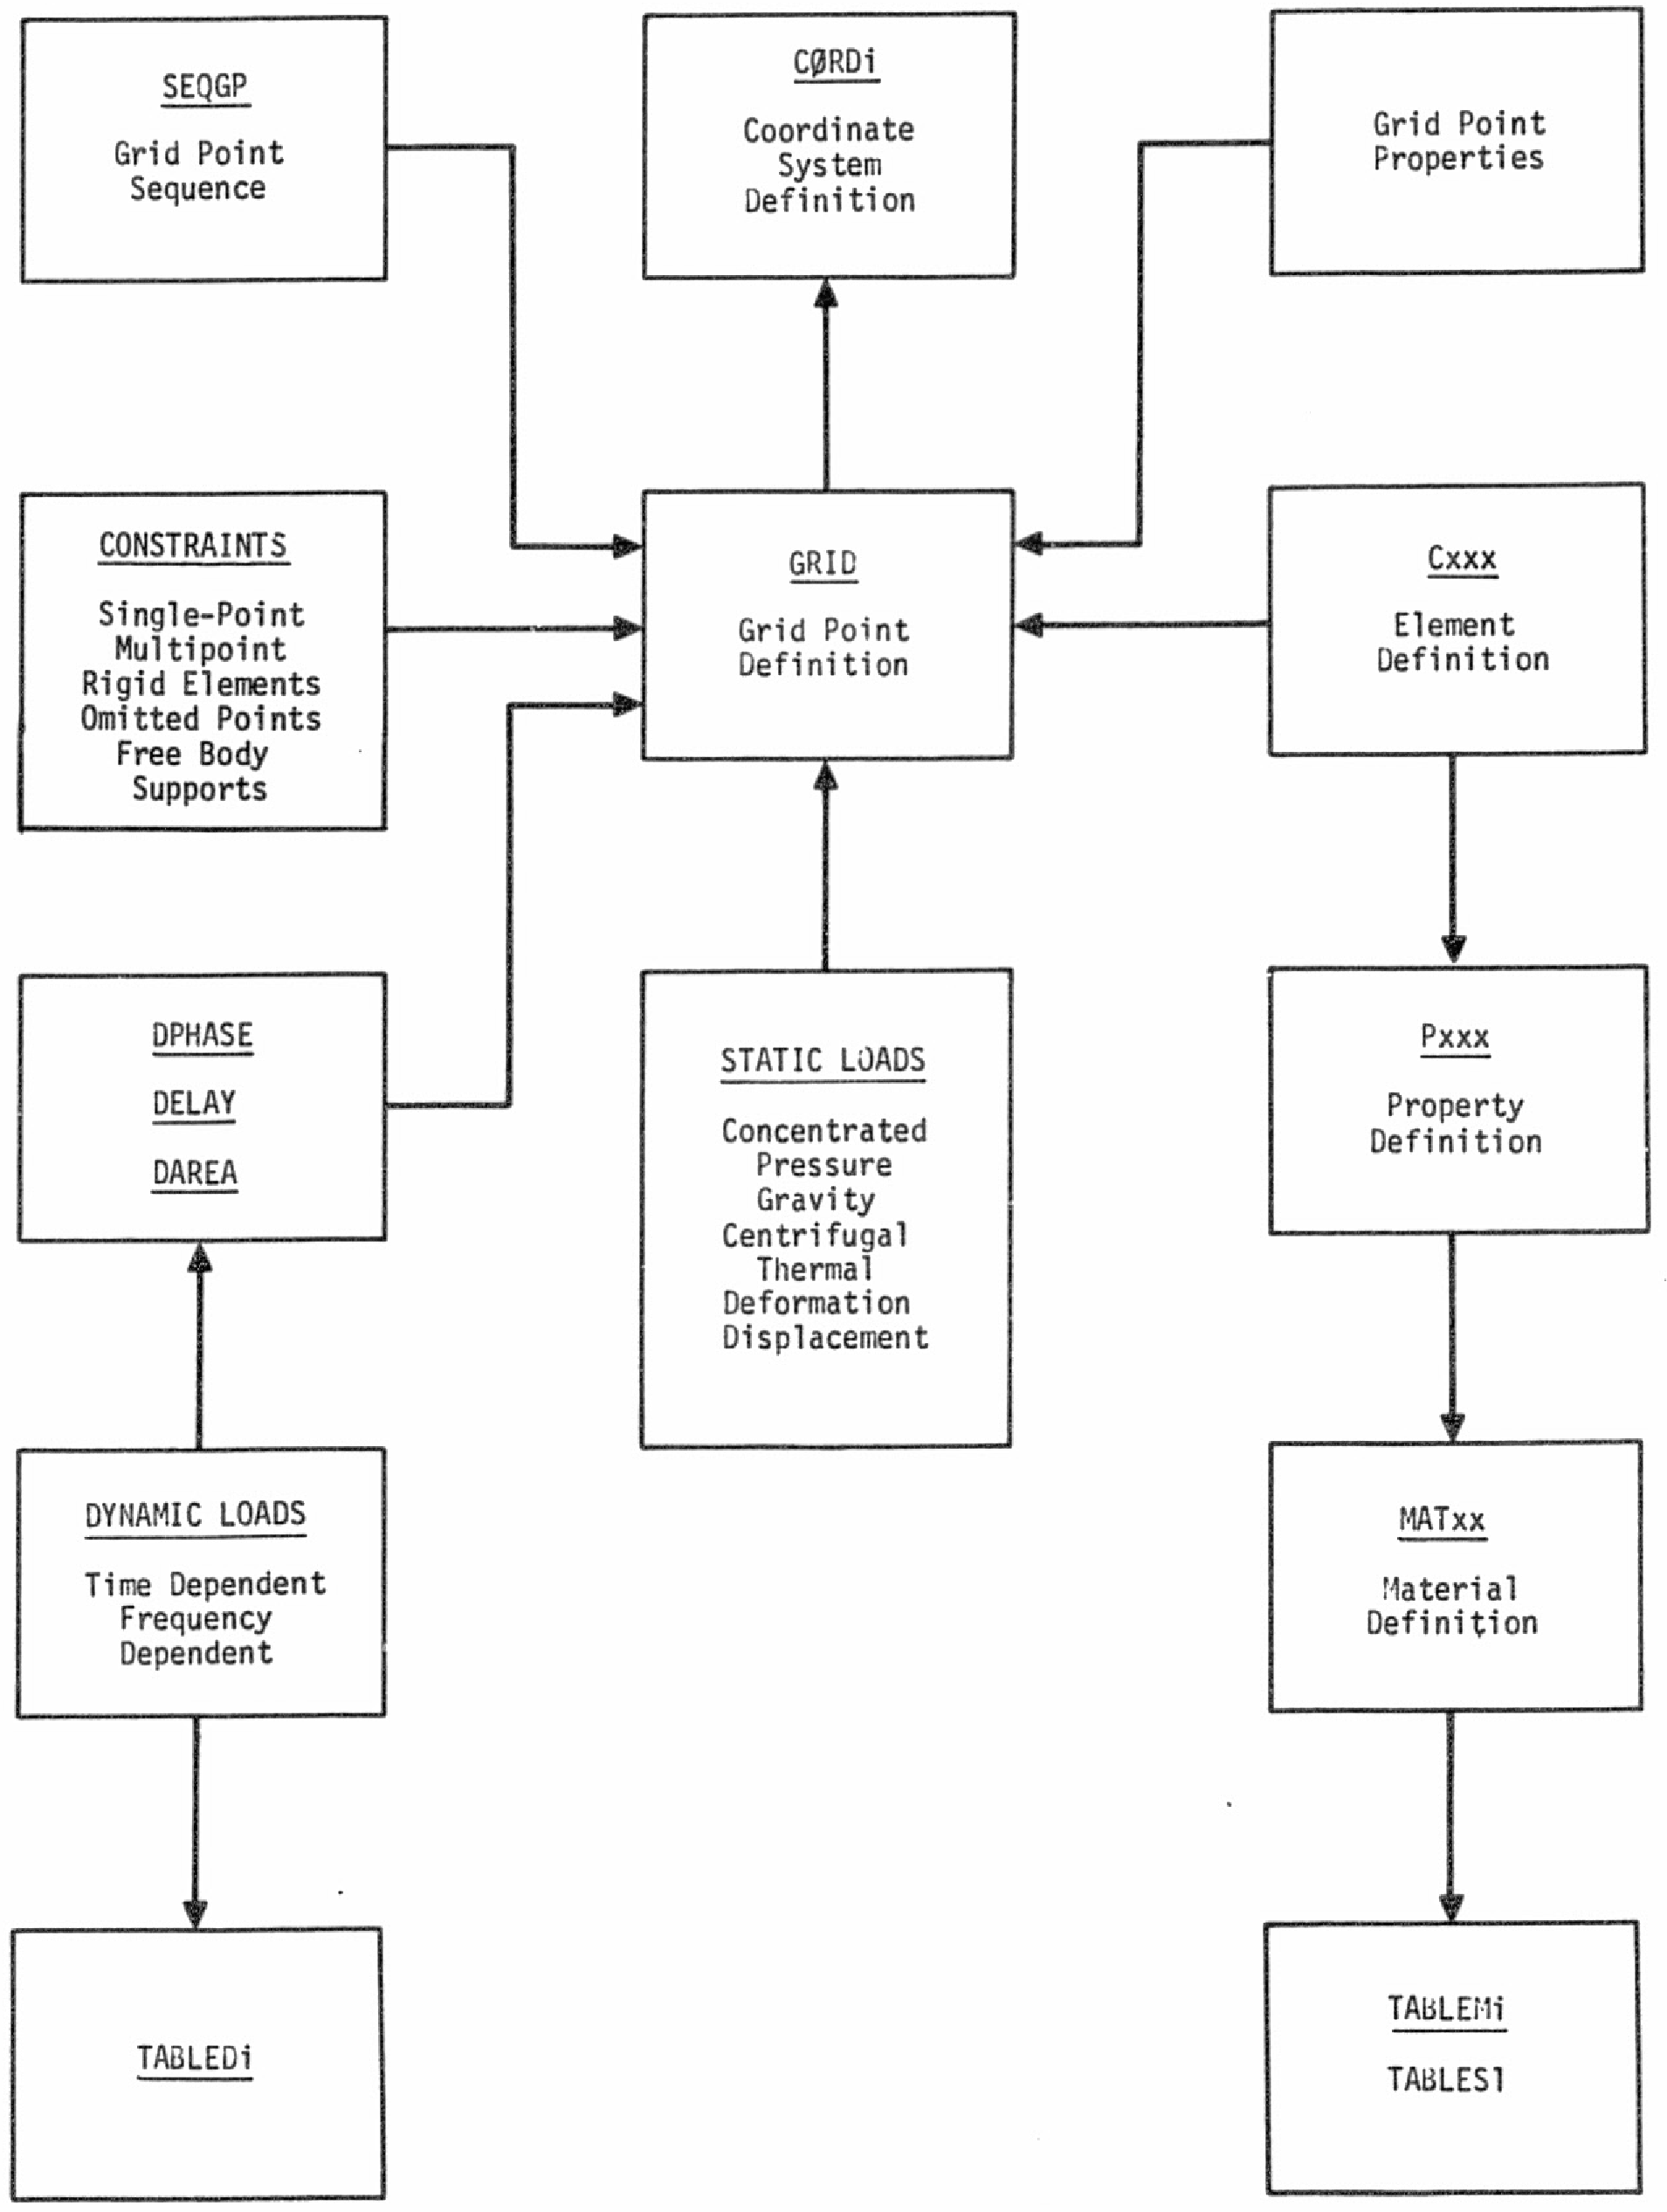 SEQGP
Grid Point
Sequence
CØRDi
Coordinate
System
Definition
Grid Point
Properties
CONSTRAINTS
Single-Point
Multipoint
Rigid Elements
Omitted Points
Free Body
Supports
GRID
Grid Point
Definition
Cxxx
Element
Definition
DPHASE
DELAY
DAREA
STATIC LOADS
Concentrated
Pressure
Gravity
Centrifugal
Thermal
Deformation
Displacement
Pxxx
Property
Definition
DYNAMIC LOADS
Time Dependent
Frequency
Dependent
MATxx
Material
Definition
TABLEDi
TABLEMi
TABLES1